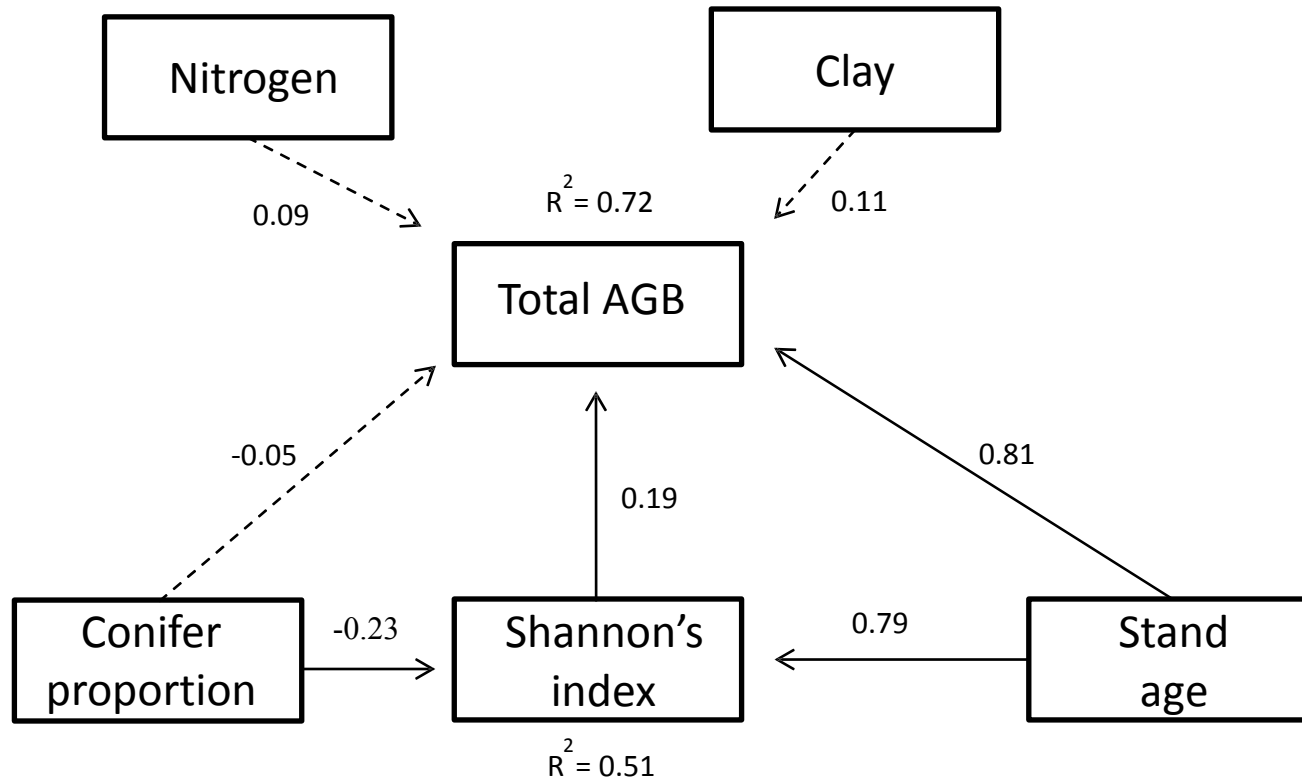 Nitrogen
Clay
0.09
R² = 0.72
0.11
Total AGB
-0.05
0.81
0.19
Conifer
proportion
-0.23
Shannon’s
index
0.79
Stand
age
R² = 0.51